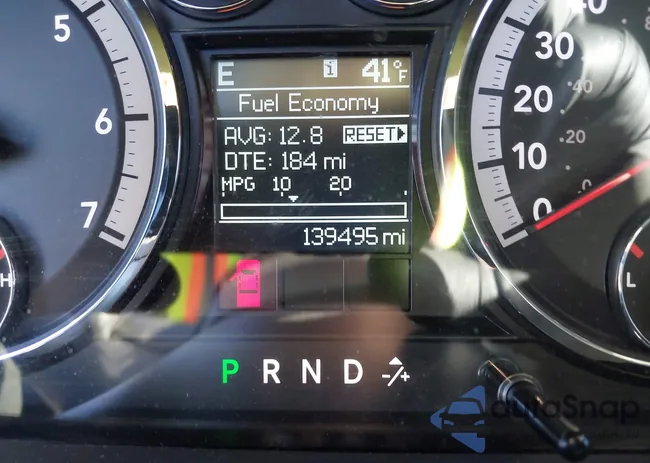 E i 41°F
Fuel Economy
AVG: 12.8 RESET
DTE: 184 mi
MPG 10 20
139495 mi
5
6
7
H
40
30
20
10
0
40
20
L
P R N D -/+
autoSnap